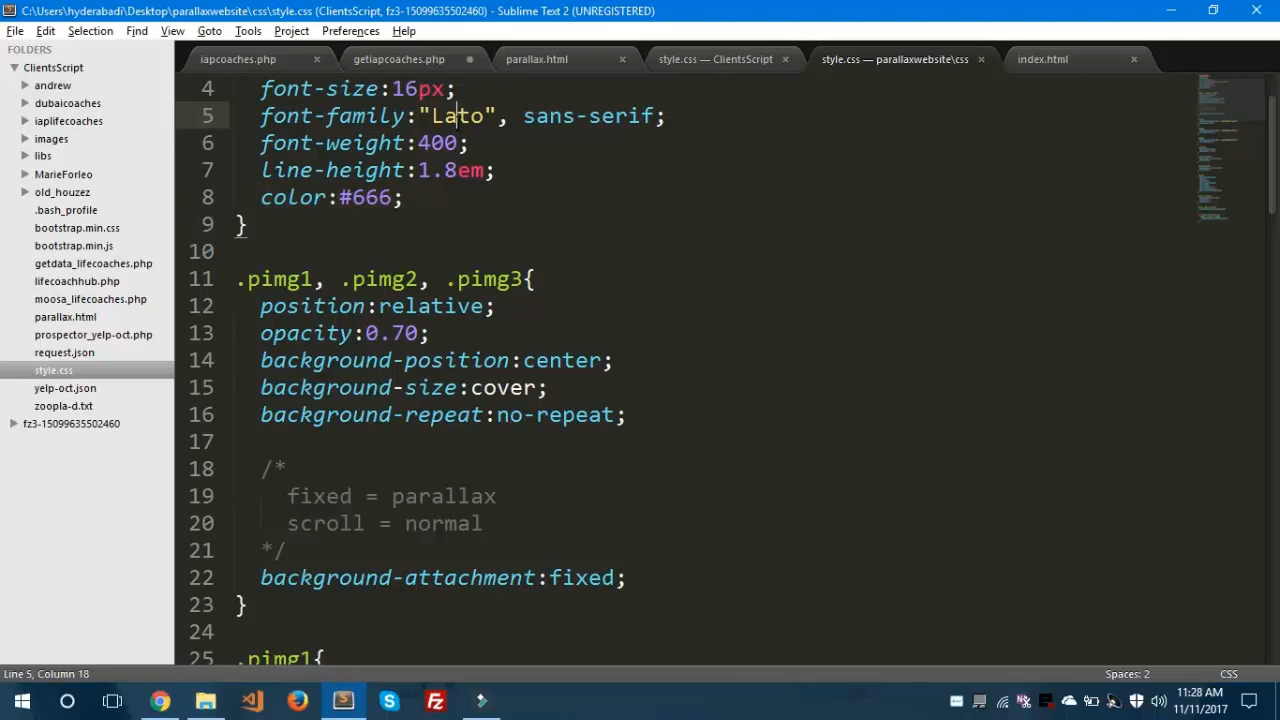 C:\Users\hyderabadi\Desktop\parallaxwebsite\css\style.css (ClientsScript, fz3-15099635502460) - Sublime Text 2 (UNREGISTERED)
File Edit Selection Find View Goto Tools Project Preferences Help
FOLDERS
ClientsScript
andrew
dubaicoaches
iaplifecoaches
images
libs
MarieForleo
old_houzez
.bash_profile
bootstrap.min.css
bootstrap.min.js
getdata_lifecoaches.php
lifecoachhub.php
moosa_lifecoaches.php
parallax.html
prospector_yelp-oct.php
request.json
style.css
yelp-oct.json
zoopla-d.txt
fz3-15099635502460
iapcoaches.php
getiapcoaches.php
parallax.html
style.css — ClientsScript
style.css — parallaxwebsite\css
index.html
4 font-size:16px;
5 font-family:"Lato", sans-serif;
6 font-weight:400;
7 line-height:1.8em;
8 color:#666;
9 }
10
11 .pimg1, .pimg2, .pimg3{
12 position:relative;
13 opacity:0.70;
14 background-position:center;
15 background-size:cover;
16 background-repeat:no-repeat;
17
18 /*
19 fixed = parallax
20 scroll = normal
21 */
22 background-attachment:fixed;
23 }
24
25 .pimg1{
Line 5, Column 18
Spaces: 2
CSS
11:28 AM
11/11/2017